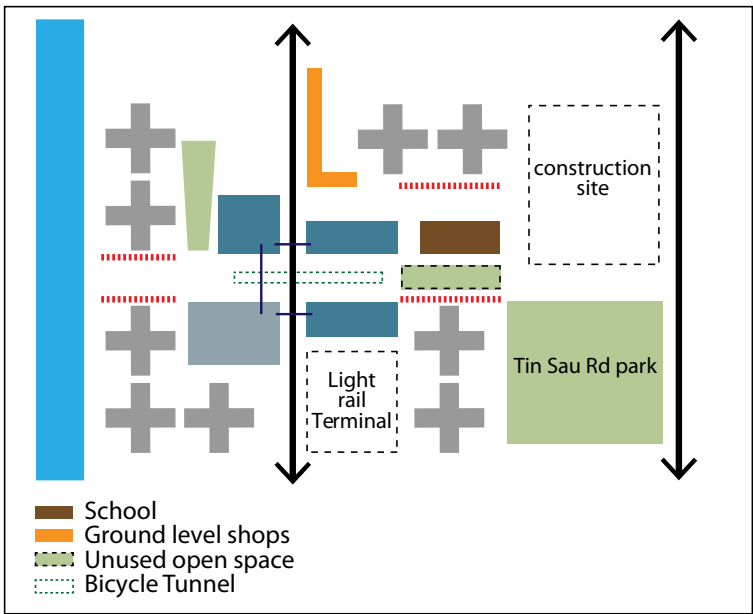 construction
site
Tin Sau Rd park
Light
rail
Terminal
School
Ground level shops
Unused open space
Bicycle Tunnel